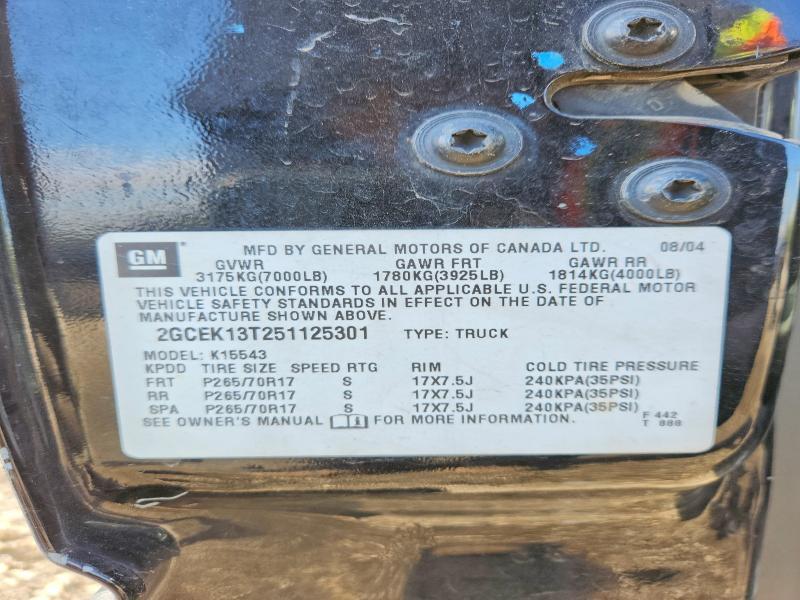 GM MFD BY GENERAL MOTORS OF CANADA LTD. 08/04
GVWR GAWR FRT GAWR RR
3175KG(7000LB) 1780KG(3925LB) 1814KG(4000LB)
THIS VEHICLE CONFORMS TO ALL APPLICABLE U.S. FEDERAL MOTOR
VEHICLE SAFETY STANDARDS IN EFFECT ON THE DATE OF
MANUFACTURE SHOWN ABOVE.
2GCEK13T251125301 TYPE: TRUCK
MODEL: K15543
KPDD TIRE SIZE SPEED RTG RIM COLD TIRE PRESSURE
FRT P265/70R17 S 17X7.5J 240KPA(35PSI)
RR P265/70R17 S 17X7.5J 240KPA(35PSI)
SPA P265/70R17 S 17X7.5J 240KPA(35PSI)
SEE OWNER'S MANUAL FOR MORE INFORMATION.
F 442
T 888